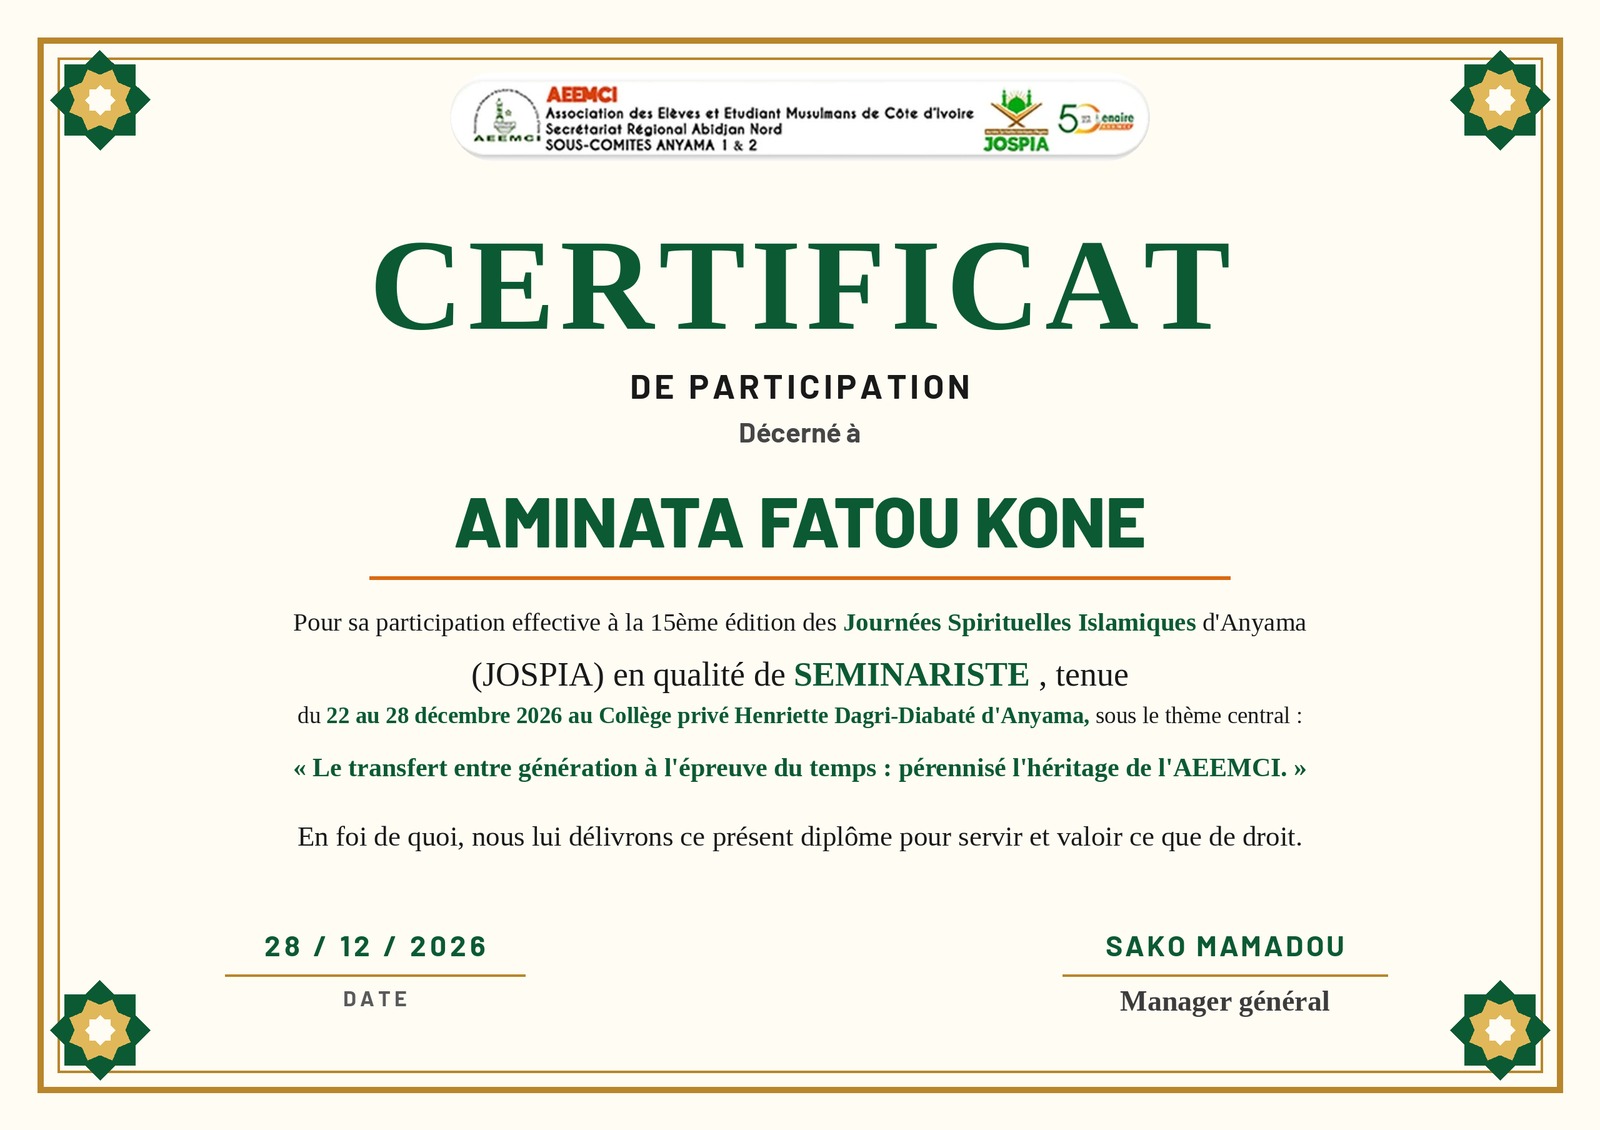 AEEMCI
Association des Elèves et Etudiant Musulmans de Côte d'Ivoire
Secrétariat Régional Abidjan Nord
SOUS-COMITES ANYAMA 1 & 2
AEEMCI
JOSPIA
enaire
CERTIFICAT
DE PARTICIPATION
Décerné à
AMINATA FATOU KONE
Pour sa participation effective à la 15ème édition des Journées Spirituelles Islamiques d'Anyama
(JOSPIA) en qualité de SEMINARISTE , tenue
du 22 au 28 décembre 2026 au Collège privé Henriette Dagri-Diabaté d'Anyama, sous le thème central :
« Le transfert entre génération à l'épreuve du temps : pérennisé l'héritage de l'AEEMCI. »
En foi de quoi, nous lui délivrons ce présent diplôme pour servir et valoir ce que de droit.
28 / 12 / 2026
DATE
SAKO MAMADOU
Manager général